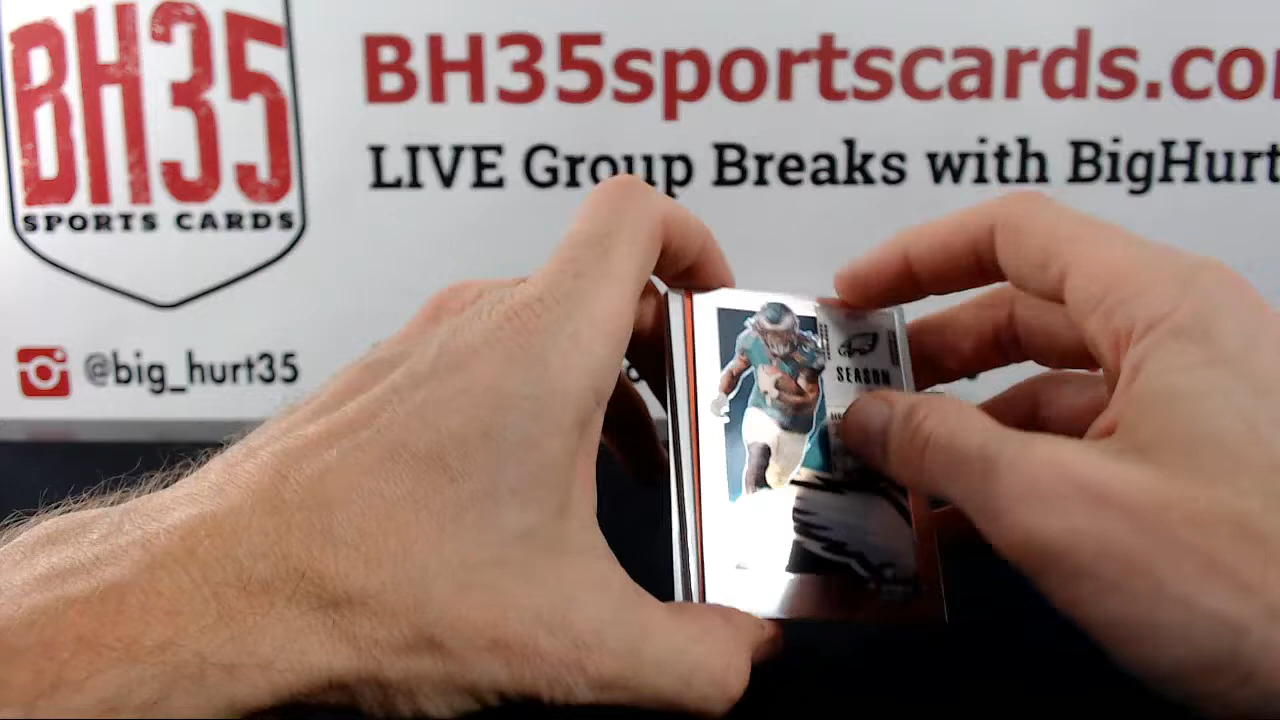 BH35
SPORTS CARDS
BH35sportscards.co
LIVE Group Breaks with BigHurt
@big_hurt35
SEASON